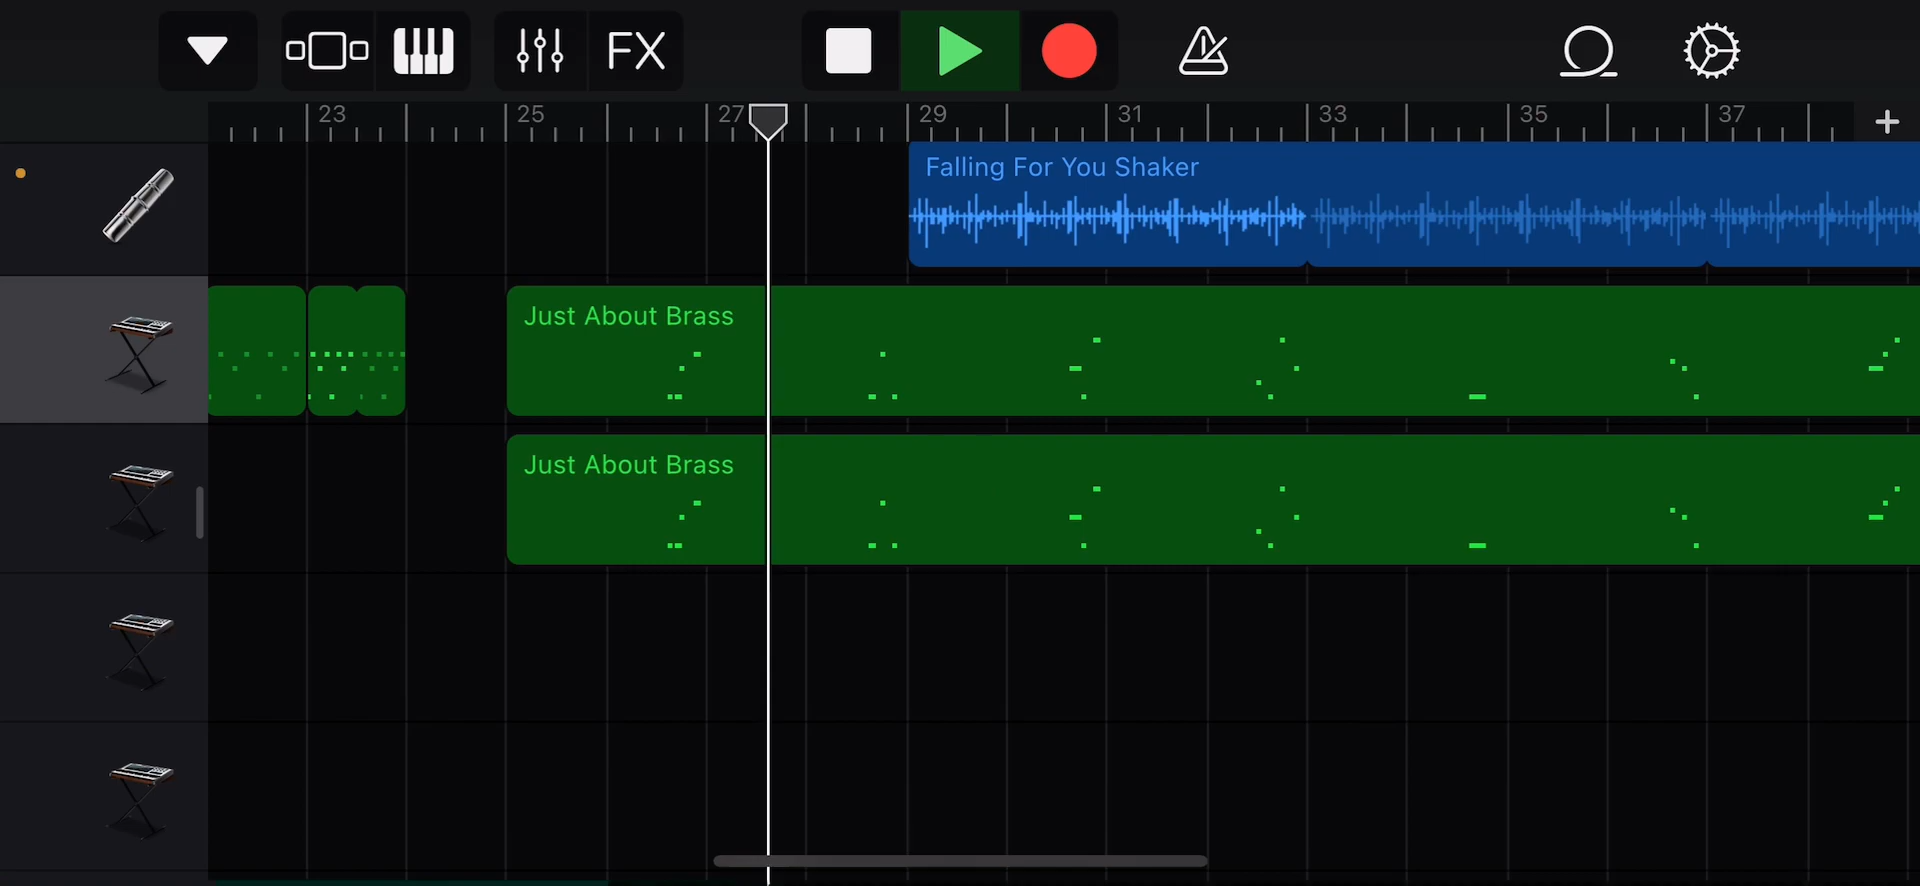 FX
23 25 27 29 31 33 35 37
Falling For You Shaker
Just About Brass
Just About Brass